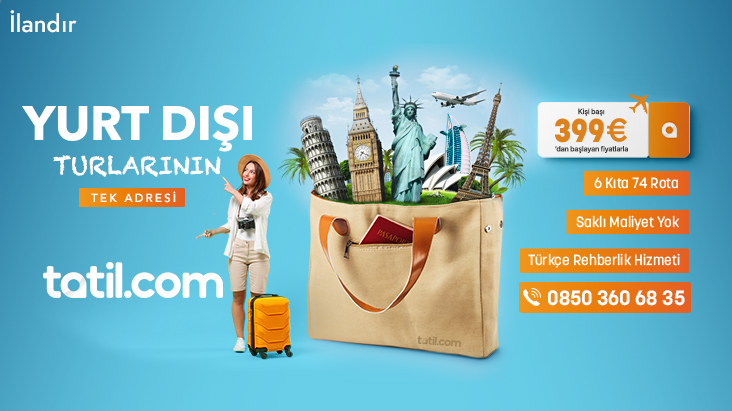 İlandır
YURT DIŞI
TURLARININ
TEK ADRESİ
tatil.com
PASAPORT
tatil.com
Kişi başı
399€
'dan başlayan fiyatlarla
6 Kıta 74 Rota
Saklı Maliyet Yok
Türkçe Rehberlik Hizmeti
0850 360 68 35